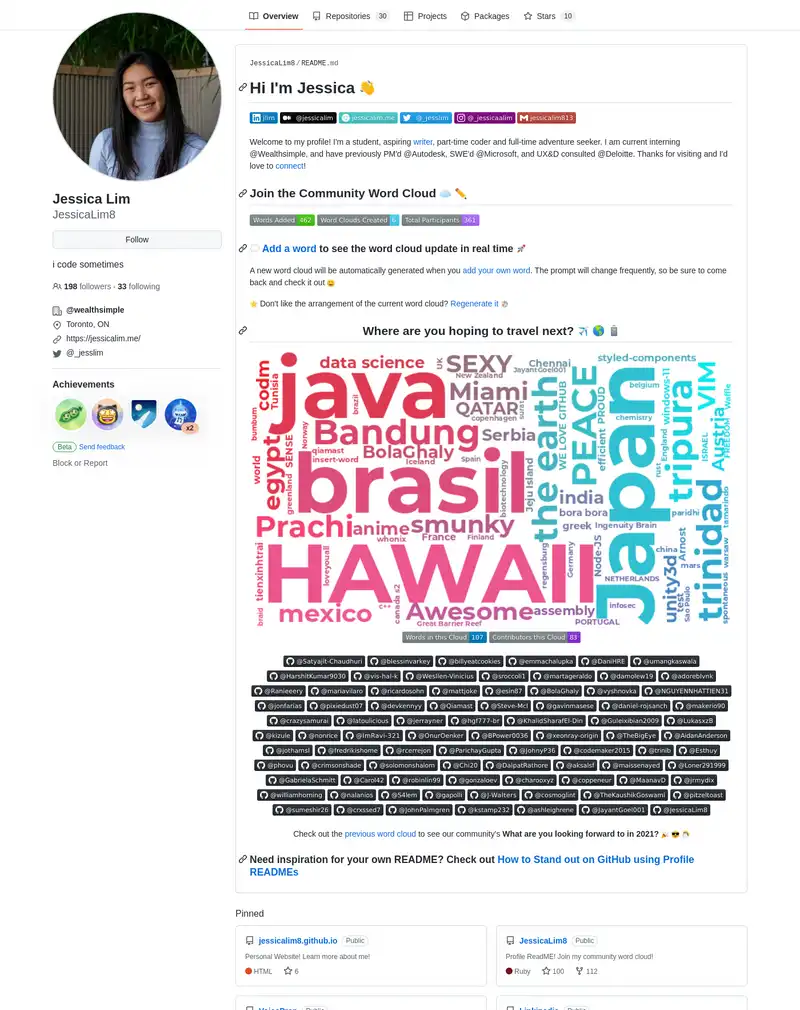 Overview
Repositories 30
Projects
Packages
Stars 10
Jessica Lim
JessicaLim8
Follow
i code sometimes
198 followers · 33 following
@wealthsimple
Toronto, ON
https://jessicalim.me/
@_jesslim
Achievements
x2
Beta Send feedback
Block or Report
JessicaLim8 / README.md
Hi I'm Jessica 👋
jlim @jessicalim jessicalim.me @_jesslim @_jessicaalim jessicalim813
Welcome to my profile! I'm a student, aspiring writer, part-time coder and full-time adventure seeker. I am current interning
@Wealthsimple, and have previously PM'd @Autodesk, SWE'd @Microsoft, and UX&D consulted @Deloitte. Thanks for visiting and I'd
love to connect!
Join the Community Word Cloud ☁️ ✏️
Words Added 462 Word Clouds Created 6 Total Participants 361
Add a word to see the word cloud update in real time 🚀
A new word cloud will be automatically generated when you add your own word. The prompt will change frequently, so be sure to come
back and check it out 😄
⭐ Don't like the arrangement of the current word cloud? Regenerate it 🎲
Where are you hoping to travel next? ✈️ 🌎 📋
java
data science
UK
SEXY
New Zealand
JayantGoel001
Chennai
styled-components
codm
Tunisia
brazil
Miami
QATAR
copenhagen
the earth
WE LOVE GITHUB
PEACE
efficient
PROUD
belgium
chemistry
Japan
windows-11
England
rust
tripura
VIM
ISRAEL
Austria
FREEDOM
Waifle
bumbum
world
egypt
SENSE
greenland
Norway
Bandung
qiamast
insert-word
BolaGhaly
Iceland
Spain
Serbia
biotechnology
Jeju Island
brasil
india
bora bora
greek
Ingenuity Brain
paridhi
trinidad
tamarindo
Prachi
anime
whonix
smunky
France
Finland
regensburg
Germany
Node-JS
NETHERLANDS
china
Arnost
mars
warsaw
spontaneous
tienxinhtrai
HAWAII
loveyouall
unity3d
test
Sao Paulo
braid
mexico
c++
canada s2
Awesome
Great Barrier Reef
assembly
infosec
PORTUGAL
Words in this Cloud 107 Contributors this Cloud 83
@Satyajit-Chaudhuri @blessinvarkey @billyeatcookies @emmachalupka @DaniHRE @umangkaswala
@HarshitKumar9030 @vis-hal-k @Wesllen-Vinicius @sroccoli1 @martageraldo @damolew19 @adoreblvnk
@Ranieeery @mariavilaro @ricardosohn @mattjoke @esin87 @BolaGhaly @vyshnovka @NGUYENNHATTIEN31
@jonfarias @pixiedust07 @devkennyy @Qiamast @Steve-McI @gavinmasese @daniel-rojsanch @makerio90
@crazysamurai @latoulicious @jerrayner @hgf777-br @KhalidSharafEl-Din @Guleixibian2009 @LukasxzB
@kizule @nonrice @ImRavi-321 @OnurDenker @BPower0036 @xeonray-origin @TheBigEye @AidanAnderson
@jothamsl @fredrikishome @rcerrejon @ParichayGupta @JohnyP36 @codemaker2015 @trinib @Esthuy
@phovu @crimsonshade @solomonshalom @Chi20 @DalpatRathore @aksalsf @maissenayed @Loner291999
@GabrielaSchmitt @Carol42 @robinlin99 @gonzaloev @charooxyz @coppeneur @MaanavD @jrmydix
@williamhorning @nalanios @S4lem @gapolli @J-Walters @cosmoglint @TheKaushikGoswami @pitzeltoast
@sumeshir26 @crxssed7 @JohnPalmgren @kstamp232 @ashleighrene @JayantGoel001 @JessicaLim8
Check out the previous word cloud to see our community's What are you looking forward to in 2021? 🎉 😎
Need inspiration for your own README? Check out How to Stand out on GitHub using Profile
READMEs
Pinned
jessicalim8.github.io Public
Personal Website! Learn more about me!
HTML 6
JessicaLim8 Public
Profile ReadME! Join my community word cloud!
Ruby 100 112